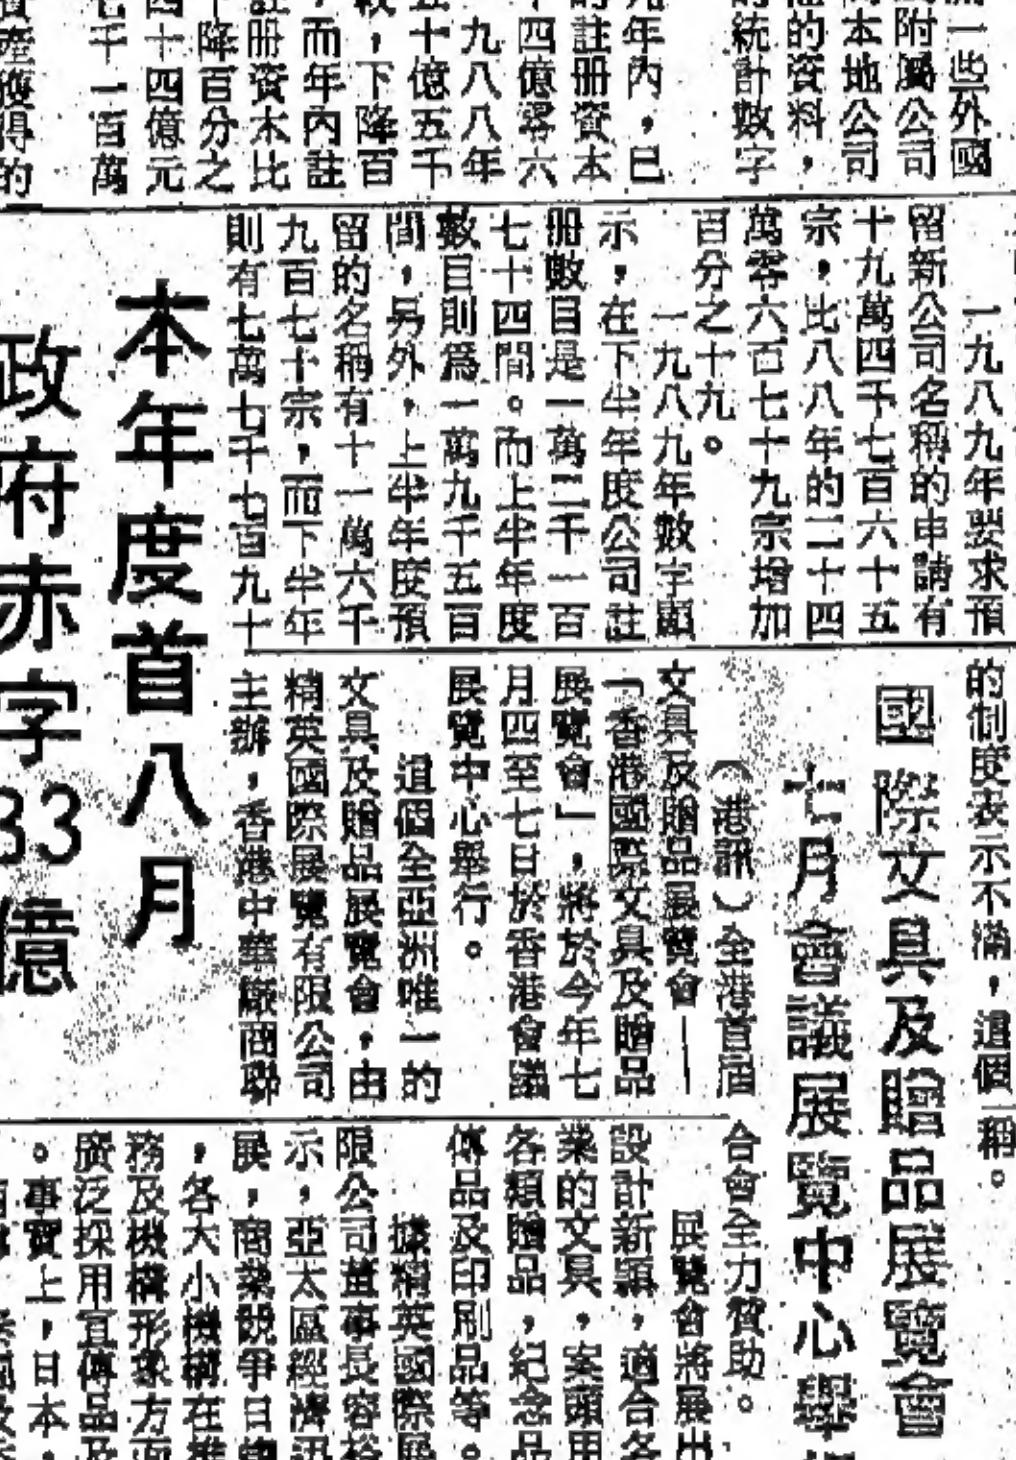 一些外國
附屬公司
本地公司
的資料，
統計數字
年內，已
註册資本
四億零六
九八八年
十億五千
，下降百
而年內註
册資本比
降百分之
十四億元
千一百萬
獲得的
一九八九年要求預
留新公司名稱的申請有
十九萬四千七百六十五
宗，比八八年的二十四
萬零六百七十九宗增加
百分之十九。
一九八九年數字顯
示，在下半年度公司註
册數目是一萬二千一百
七十四間。而上半年度
數目則爲一萬九千五百
間，另外，上半年度預
留的名稱有十一萬六千
九百七十宗，而下半年
則有七萬七千七百九十
本年度首八月
政府赤字33億
的制度表示不滿，這個
稱。
國際文具及贈品展覽會
七月會議展覽中心舉
（港訊）全港首屆
文具及贈品展覽會——
「香港國際文具及贈品
展覽會」，將於今年七
月四至七日於香港會議
展覽中心舉行。
這個全亞洲唯一的
文具及贈品展覽會，由
精英國際展覽有限公司
主辦，香港中華廠商聯
合會全力贊助。
展覽會將展出
設計新穎，適合各
業的文具，案頭用
各類贈品，紀念品
傳品及印刷品等。
據精英國際展
限公司董事長容
示，亞太區經濟迅
展，商業競爭日
，各大小機構在推
務及機構形象方面
廣泛採用宣傳品及
。事實上，日本，